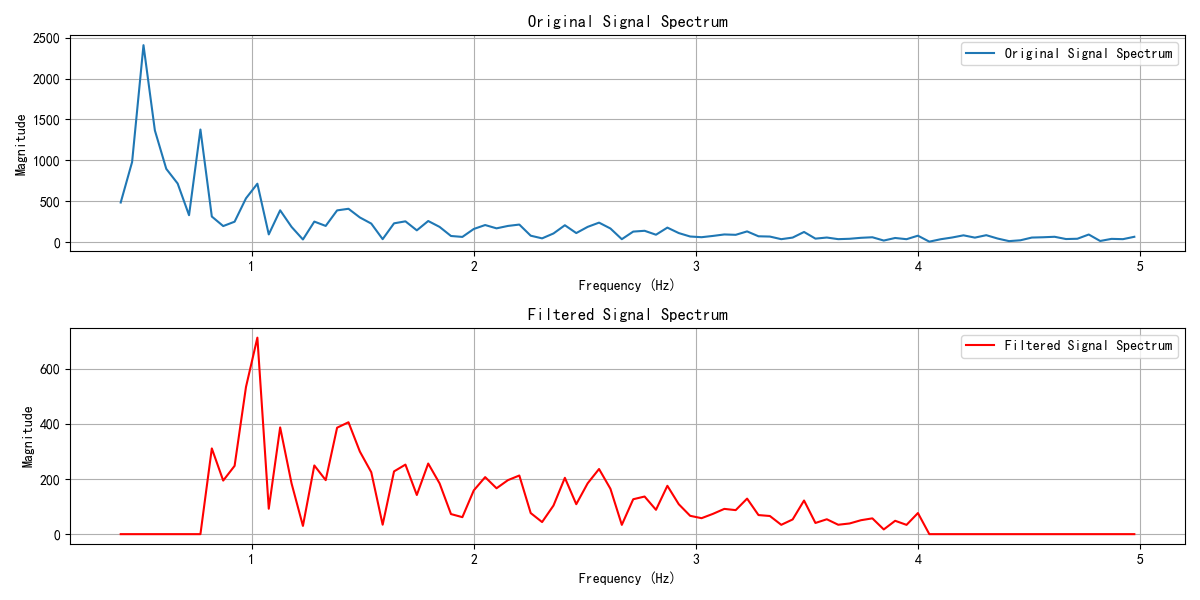 Original Signal Spectrum
2500
2000
1500
1000
500
0
Magnitude
Original Signal Spectrum
1 2 3 4 5
Frequency (Hz)
Filtered Signal Spectrum
600
400
200
0
Magnitude
Filtered Signal Spectrum
1 2 3 4 5
Frequency (Hz)